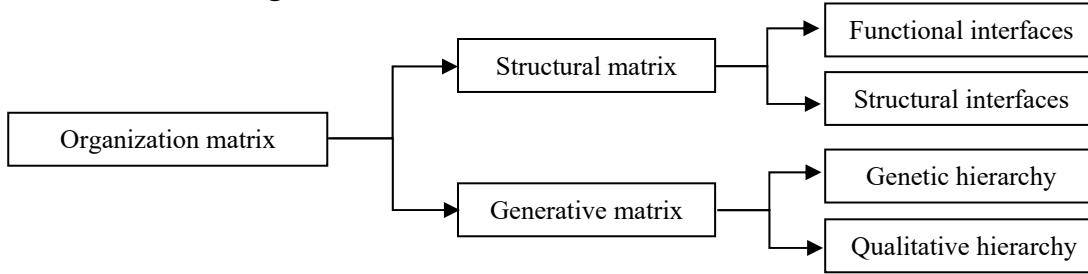 Functional interfaces
Structural matrix
Structural interfaces
Organization matrix
Genetic hierarchy
Generative matrix
Qualitative hierarchy